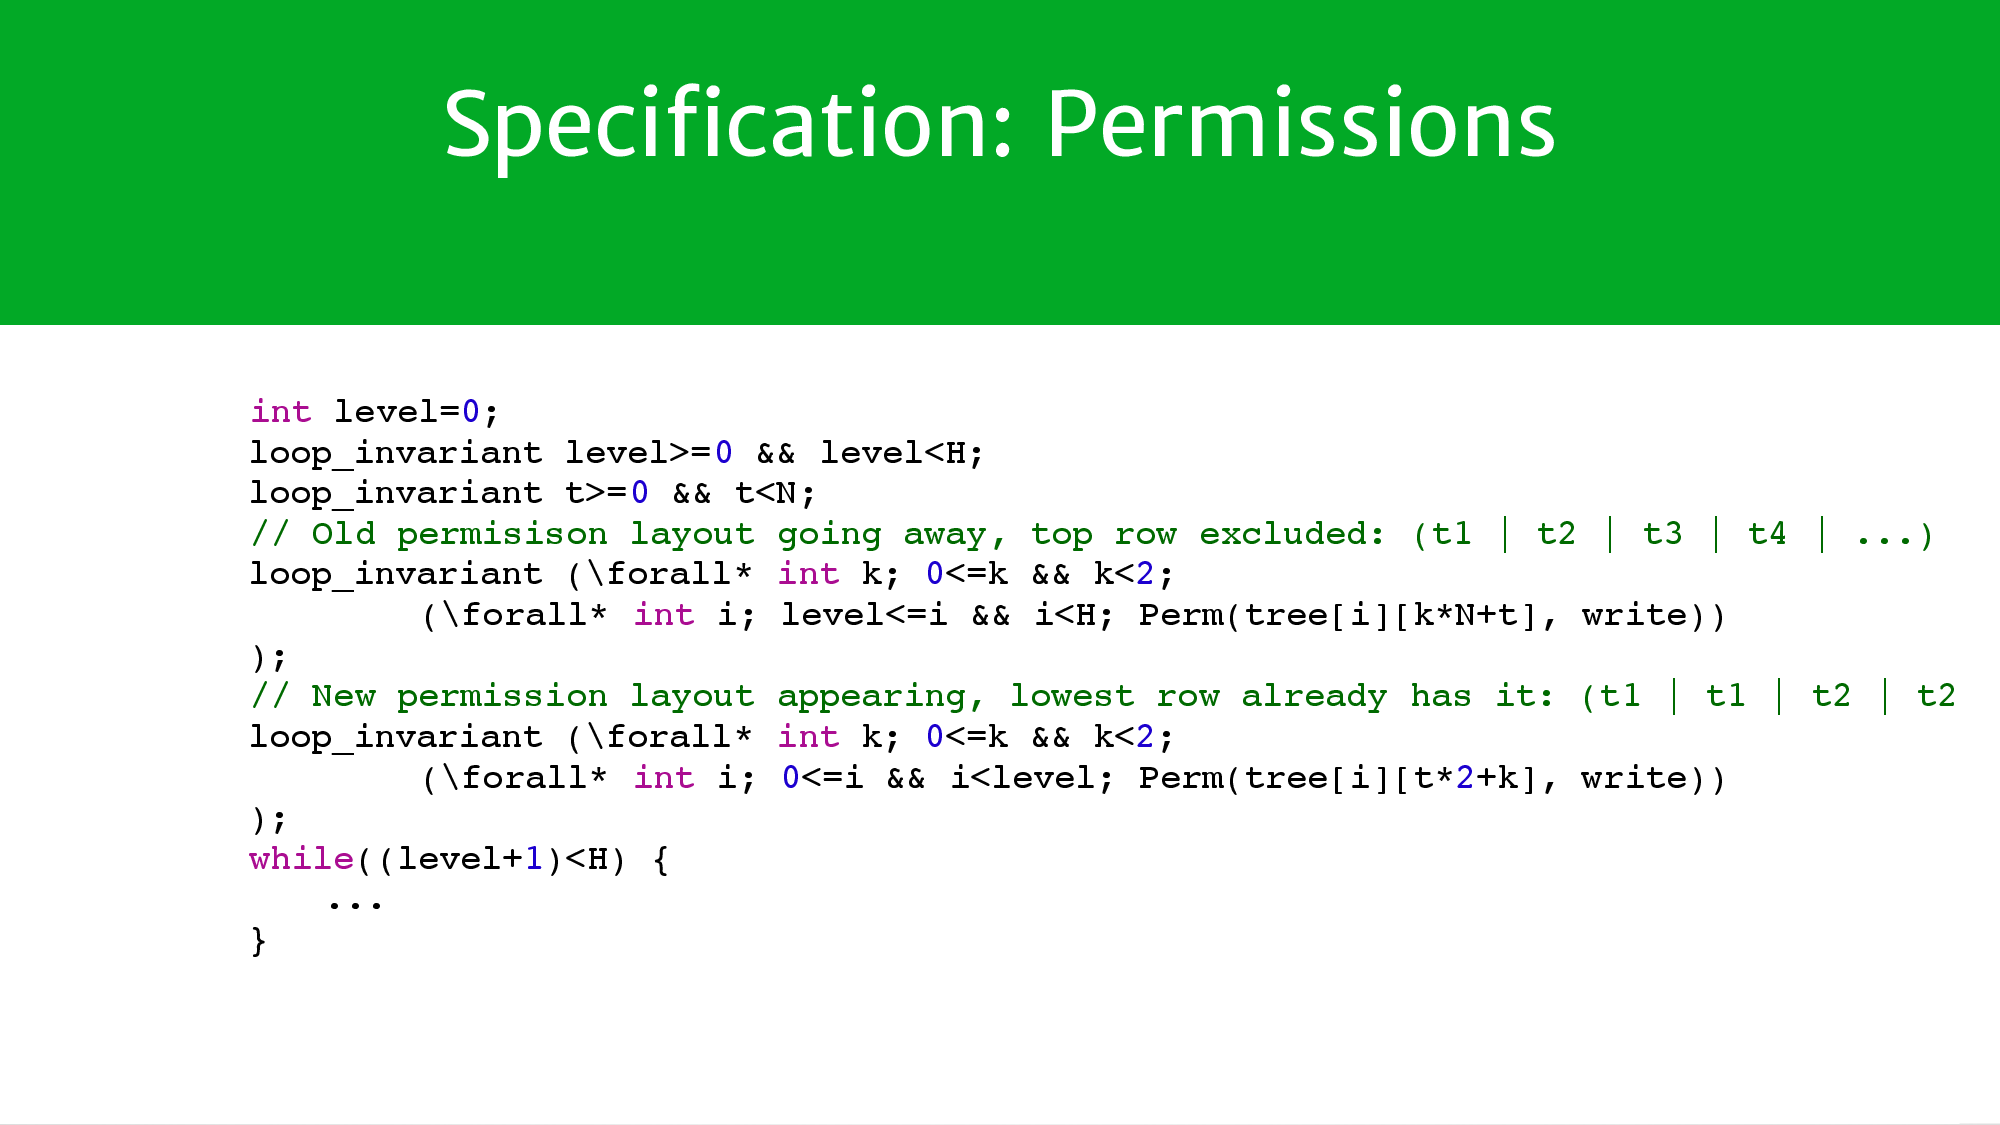 Specification: Permissions
int level=0;
loop_invariant level>=0 && level<H;
loop_invariant t>=0 && t<N;
// Old permisison layout going away, top row excluded: (t1 | t2 | t3 | t4 | ...)
loop_invariant (\forall* int k; 0<=k && k<2;
        (\forall* int i; level<=i && i<H; Perm(tree[i][k*N+t], write))
);
// New permission layout appearing, lowest row already has it: (t1 | t1 | t2 | t2
loop_invariant (\forall* int k; 0<=k && k<2;
        (\forall* int i; 0<=i && i<level; Perm(tree[i][t*2+k], write))
);
while((level+1)<H) {
    ...
}